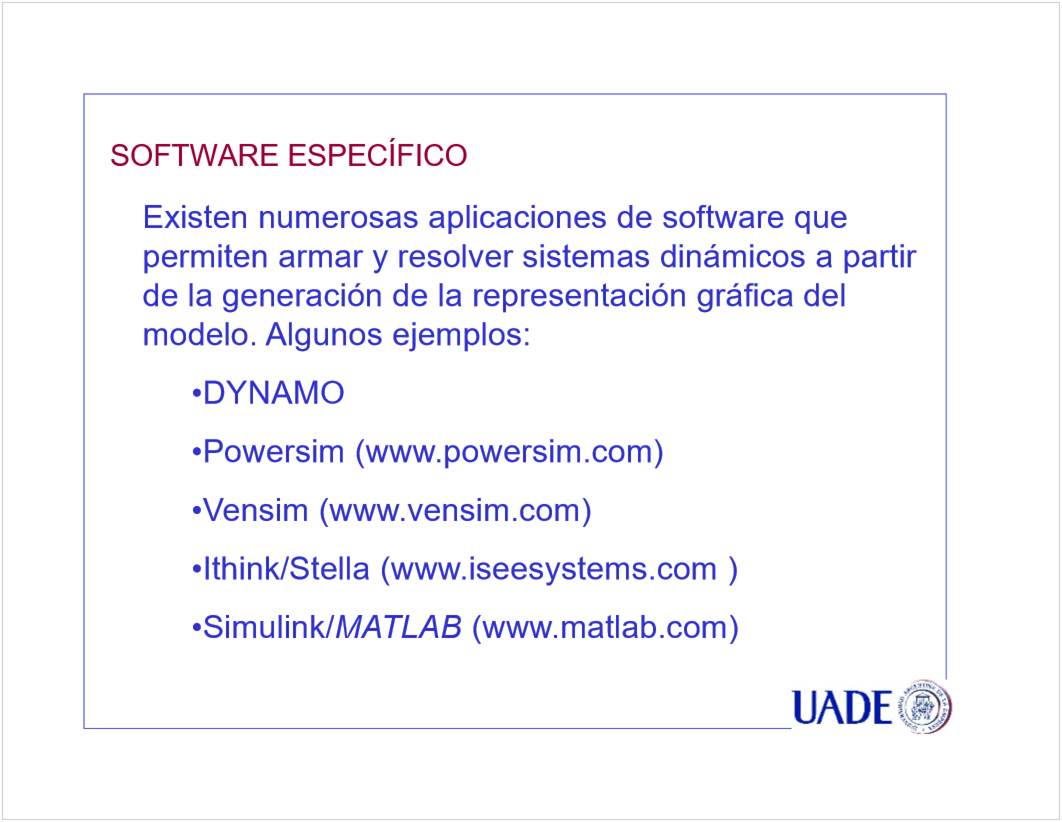 SOFTWARE ESPECÍFICO
Existen numerosas aplicaciones de software que
permiten armar y resolver sistemas dinámicos a partir
de la generación de la representación gráfica del
modelo. Algunos ejemplos:
•DYNAMO
•Powersim (www.powersim.com)
•Vensim (www.vensim.com)
•Ithink/Stella (www.iseesystems.com )
•Simulink/MATLAB (www.matlab.com)
UADE